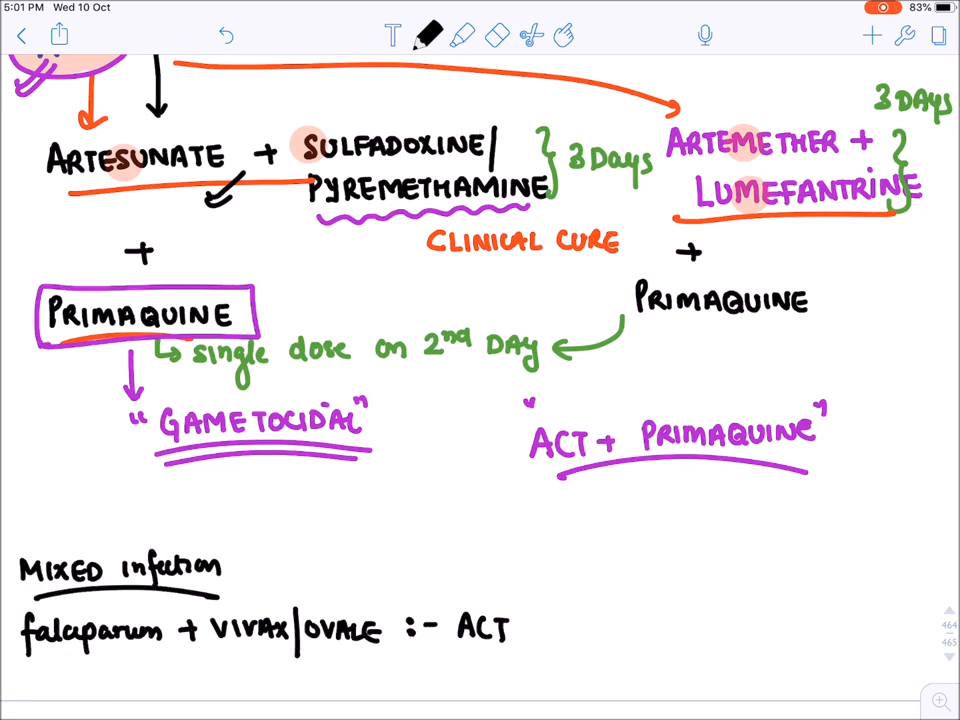 5:01 PM Wed 10 Oct
83%
T
3 DAYS
ARTESUNATE + SULFADOXINE/
PYREMETHAMINE
3 Days
ARTEMETHER +
LUMEFANTRINE
CLINICAL CURE
+
+
PRIMAQUINE
PRIMAQUINE
single dose on 2nd DAY
"GAMETOCIDAL"
"ACT + PRIMAQUINE"
MIXED infection
falciparum + VIVAX/OVALE :- ACT
464
465